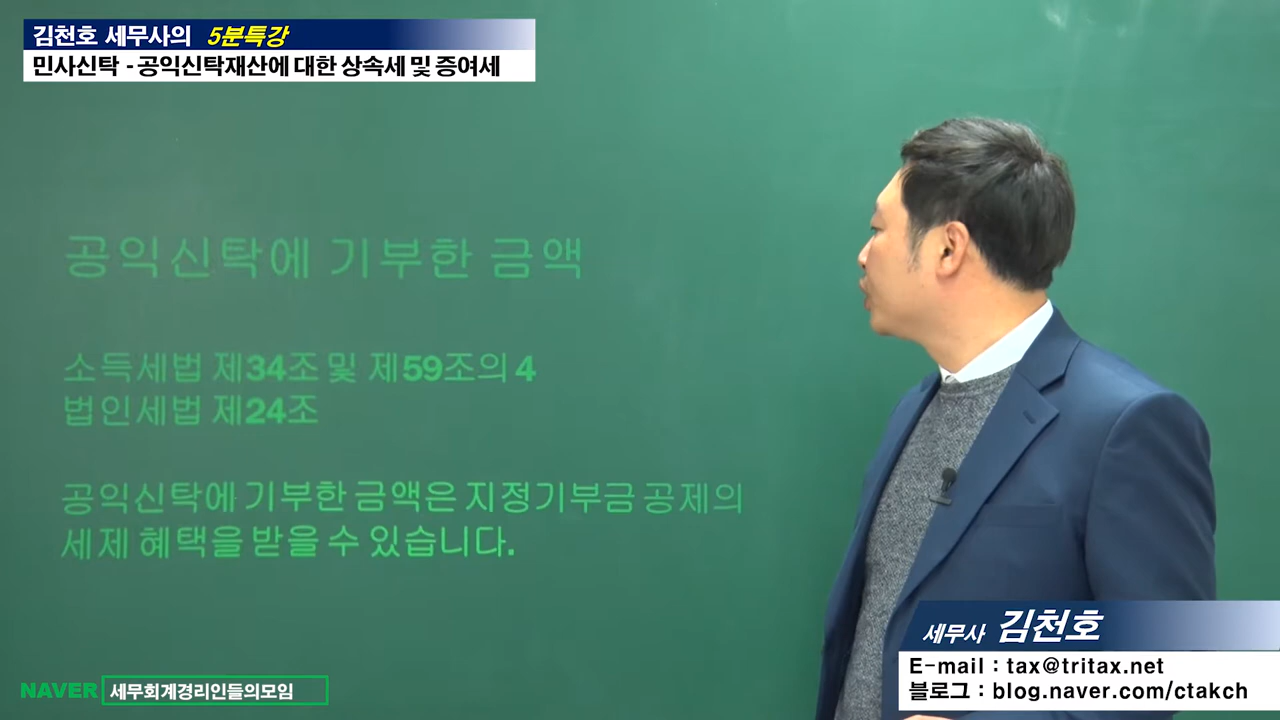 김천호 세무사의 5분특강
민사신탁 - 공익신탁재산에 대한 상속세 및 증여세
공익신탁에 기부한 금액
소득세법 제34조 및 제59조의 4
법인세법 제24조
공익신탁에 기부한 금액은 지정기부금 공제의
세제 혜택을 받을 수 있습니다.
세무사 김천호
E-mail : tax@tritax.net
블로그 : blog.naver.com/ctakch
NAVER 세무회계경리인들의모임